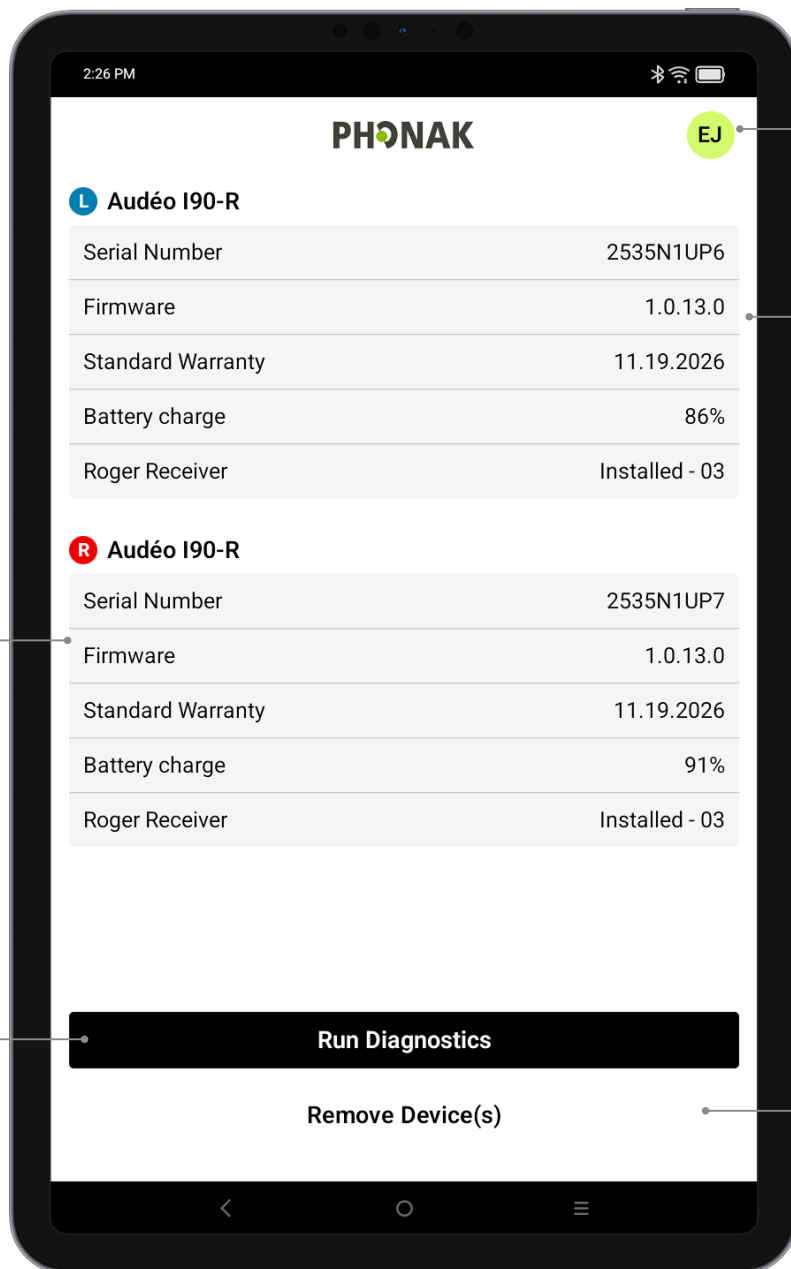 2:26 PM
PHONAK
EJ
L Audéo I90-R
Serial Number 2535N1UP6
Firmware 1.0.13.0
Standard Warranty 11.19.2026
Battery charge 86%
Roger Receiver Installed - 03
R Audéo I90-R
Serial Number 2535N1UP7
Firmware 1.0.13.0
Standard Warranty 11.19.2026
Battery charge 91%
Roger Receiver Installed - 03
Run Diagnostics
Remove Device(s)